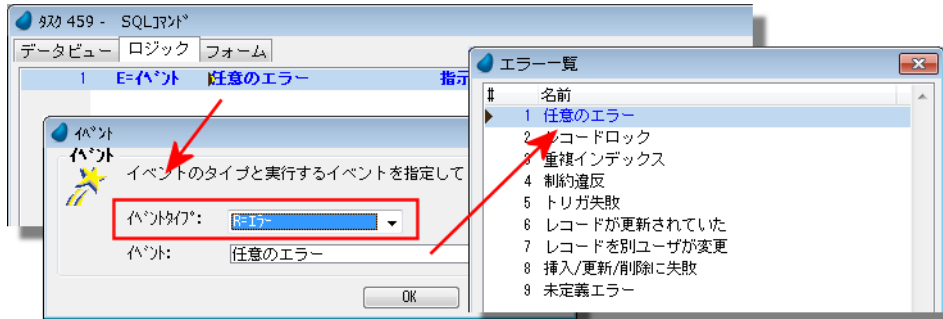 タスク 459 - SQLコマンド
データビュー ロジック フォーム
1 E=イベント 任意のエラー 指示
イベント
イベント
イベントのタイプと実行するイベントを指定して
イベントタイプ: R=エラー
イベント: 任意のエラー
OK
エラー一覧
# 名前
1 任意のエラー
2 レコードロック
3 重複インデックス
4 制約違反
5 トリガ失敗
6 レコードが更新されていた
7 レコードを別ユーザが変更
8 挿入/更新/削除に失敗
9 未定義エラー